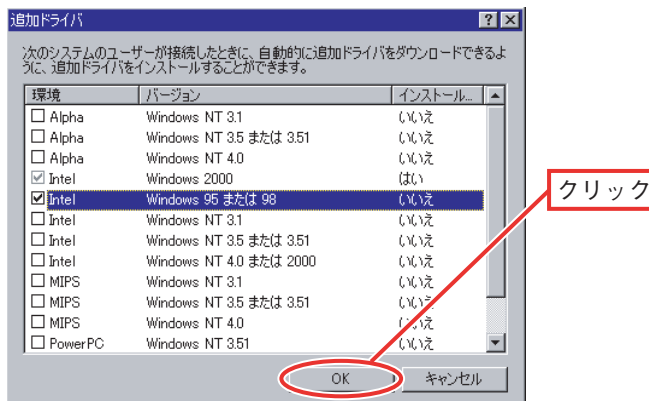 追加ドライバ
次のシステムのユーザーが接続したときに、自動的に追加ドライバをダウンロードできるよ
うに、追加ドライバをインストールすることができます。
環境 バージョン インストール...
Alpha Windows NT 3.1 いいえ
Alpha Windows NT 3.5 または 3.51 いいえ
Alpha Windows NT 4.0 いいえ
Intel Windows 2000 はい
Intel Windows 95 または 98 いいえ
Intel Windows NT 3.1 いいえ
Intel Windows NT 3.5 または 3.51 いいえ
Intel Windows NT 4.0 または 2000 いいえ
MIPS Windows NT 3.1 いいえ
MIPS Windows NT 3.5 または 3.51 いいえ
MIPS Windows NT 4.0 いいえ
PowerPC Windows NT 3.51 いいえ
クリック
OK キャンセル